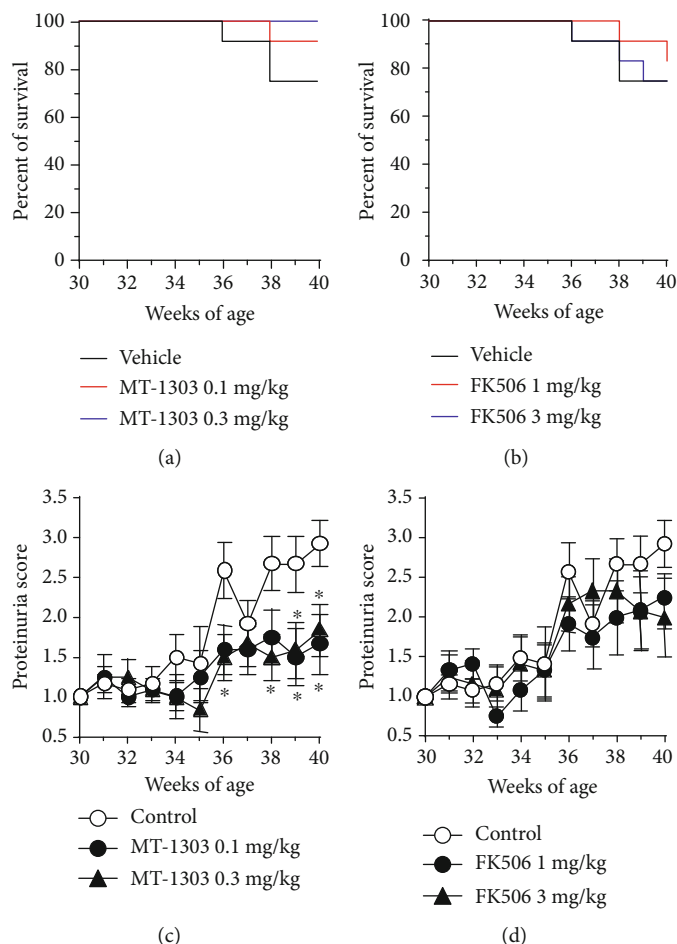 100
80
60
40
20
0
Percent of survival
30 32 34 36 38 40
Weeks of age
Vehicle
MT-1303 0.1 mg/kg
MT-1303 0.3 mg/kg
(a)
100
80
60
40
20
0
Percent of survival
30 32 34 36 38 40
Weeks of age
Vehicle
FK506 1 mg/kg
FK506 3 mg/kg
(b)
3.5
3.0
2.5
2.0
1.5
1.0
0.5
Proteinuria score
* *
* * * *
30 32 34 36 38 40
Weeks of age
Control
MT-1303 0.1 mg/kg
MT-1303 0.3 mg/kg
(c)
3.5
3.0
2.5
2.0
1.5
1.0
0.5
Proteinuria score
30 32 34 36 38 40
Weeks of age
Control
FK506 1 mg/kg
FK506 3 mg/kg
(d)